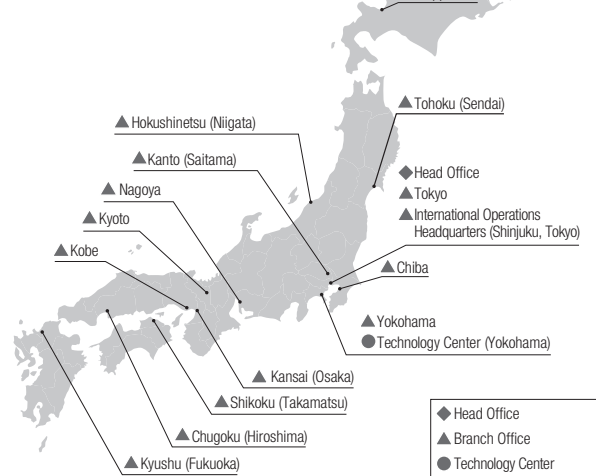 ▲Tohoku (Sendai)
▲Hokushinetsu (Niigata)
▲Kanto (Saitama)
◆Head Office
▲Tokyo
▲International Operations
Headquarters (Shinjuku, Tokyo)
▲Nagoya
▲Kyoto
▲Kobe
▲Chiba
▲Yokohama
●Technology Center (Yokohama)
▲Kansai (Osaka)
▲Shikoku (Takamatsu)
▲Chugoku (Hiroshima)
▲Kyushu (Fukuoka)
◆Head Office
▲Branch Office
●Technology Center